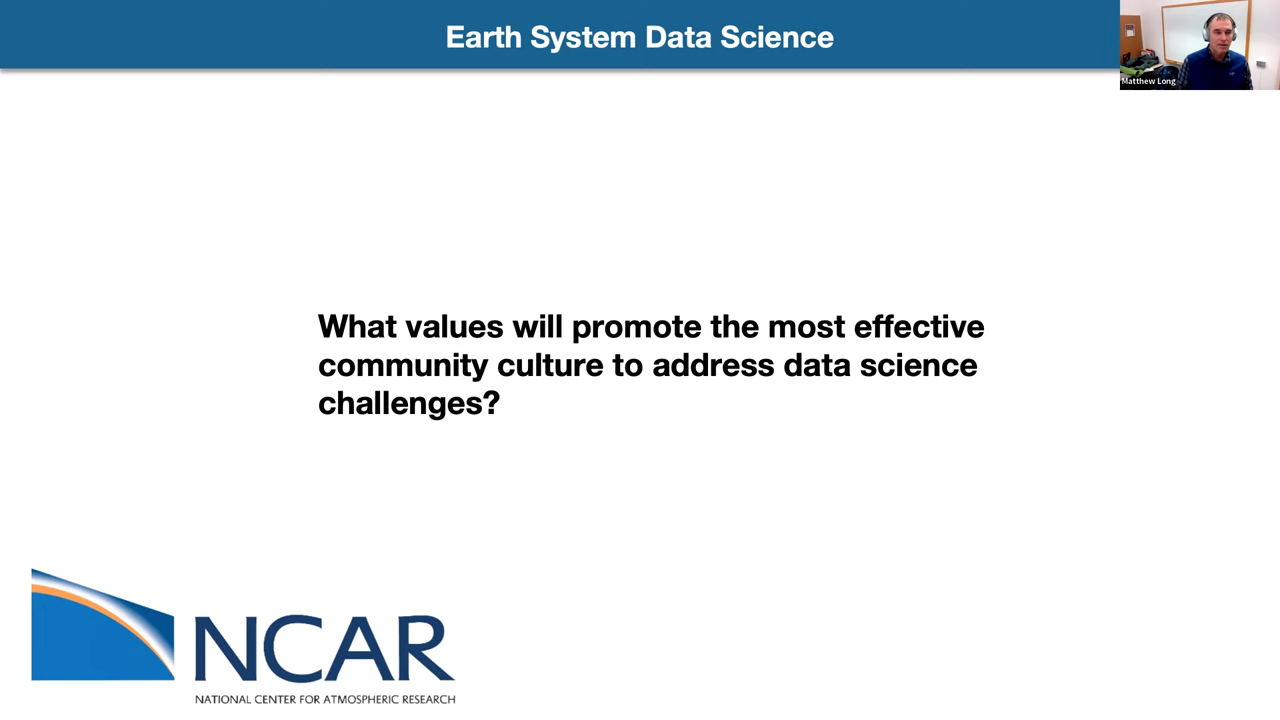 Earth System Data Science
Matthew Long
What values will promote the most effective
community culture to address data science
challenges?
NCAR
NATIONAL CENTER FOR ATMOSPHERIC RESEARCH